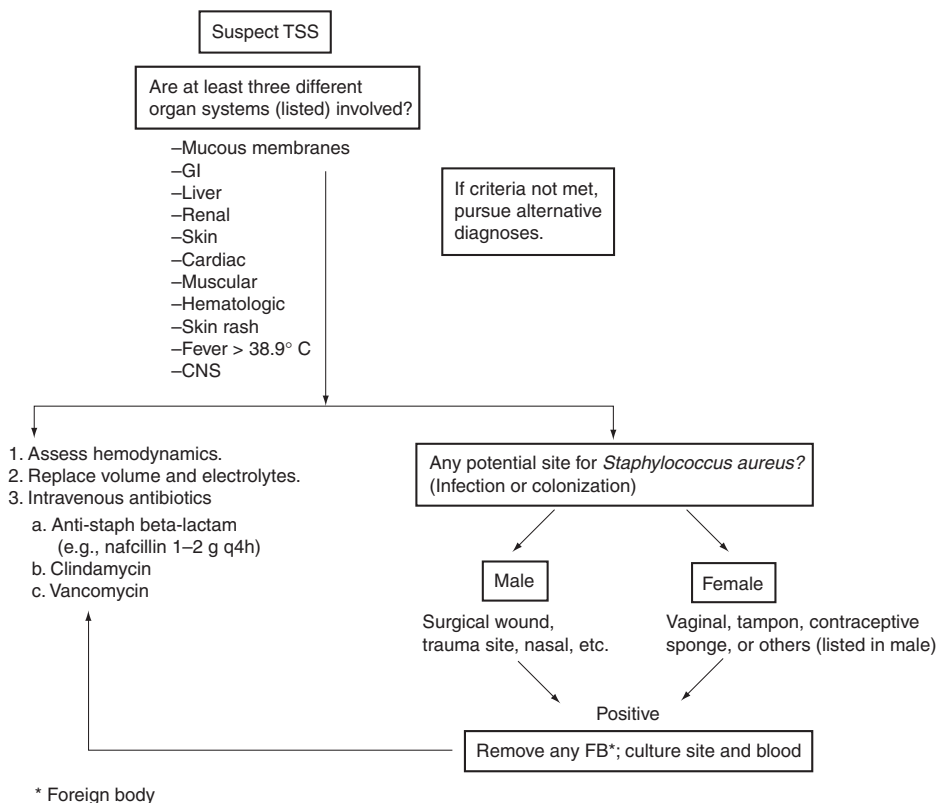 Suspect TSS
Are at least three different
organ systems (listed) involved?
–Mucous membranes
–GI
–Liver
–Renal
–Skin
–Cardiac
–Muscular
–Hematologic
–Skin rash
–Fever > 38.9° C
–CNS
If criteria not met,
pursue alternative
diagnoses.
1. Assess hemodynamics.
2. Replace volume and electrolytes.
3. Intravenous antibiotics
a. Anti-staph beta-lactam
(e.g., nafcillin 1–2 g q4h)
b. Clindamycin
c. Vancomycin
Any potential site for Staphylococcus aureus?
(Infection or colonization)
Male
Surgical wound,
trauma site, nasal, etc.
Female
Vaginal, tampon, contraceptive
sponge, or others (listed in male)
Positive
Remove any FB*; culture site and blood
* Foreign body